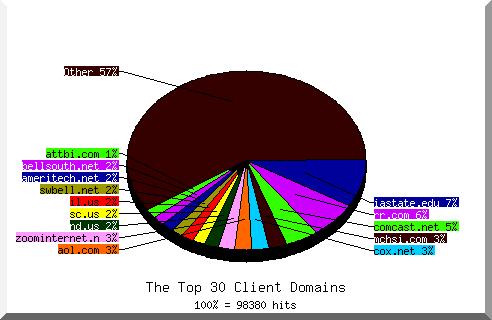 Other 57%
attbi.com 1%
bellsouth.net 2%
ameritech.net 2%
swbell.net 2%
il.us 2%
sc.us 2%
nd.us 2%
zoominternet.n 3%
aol.com 3%
iastate.edu 7%
rr.com 6%
comcast.net 5%
mchsi.com 3%
cox.net 3%
The Top 30 Client Domains
100% = 98380 hits